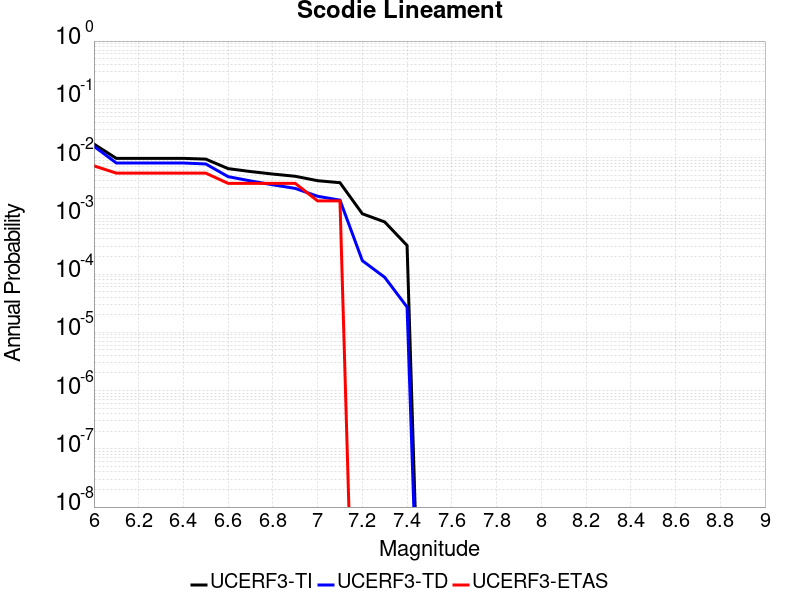 Scodie Lineament
10^0
10^-1
10^-2
10^-3
10^-4
10^-5
10^-6
10^-7
10^-8
Annual Probability
6 6.2 6.4 6.6 6.8 7 7.2 7.4 7.6 7.8 8 8.2 8.4 8.6 8.8 9
Magnitude
UCERF3-TI UCERF3-TD UCERF3-ETAS